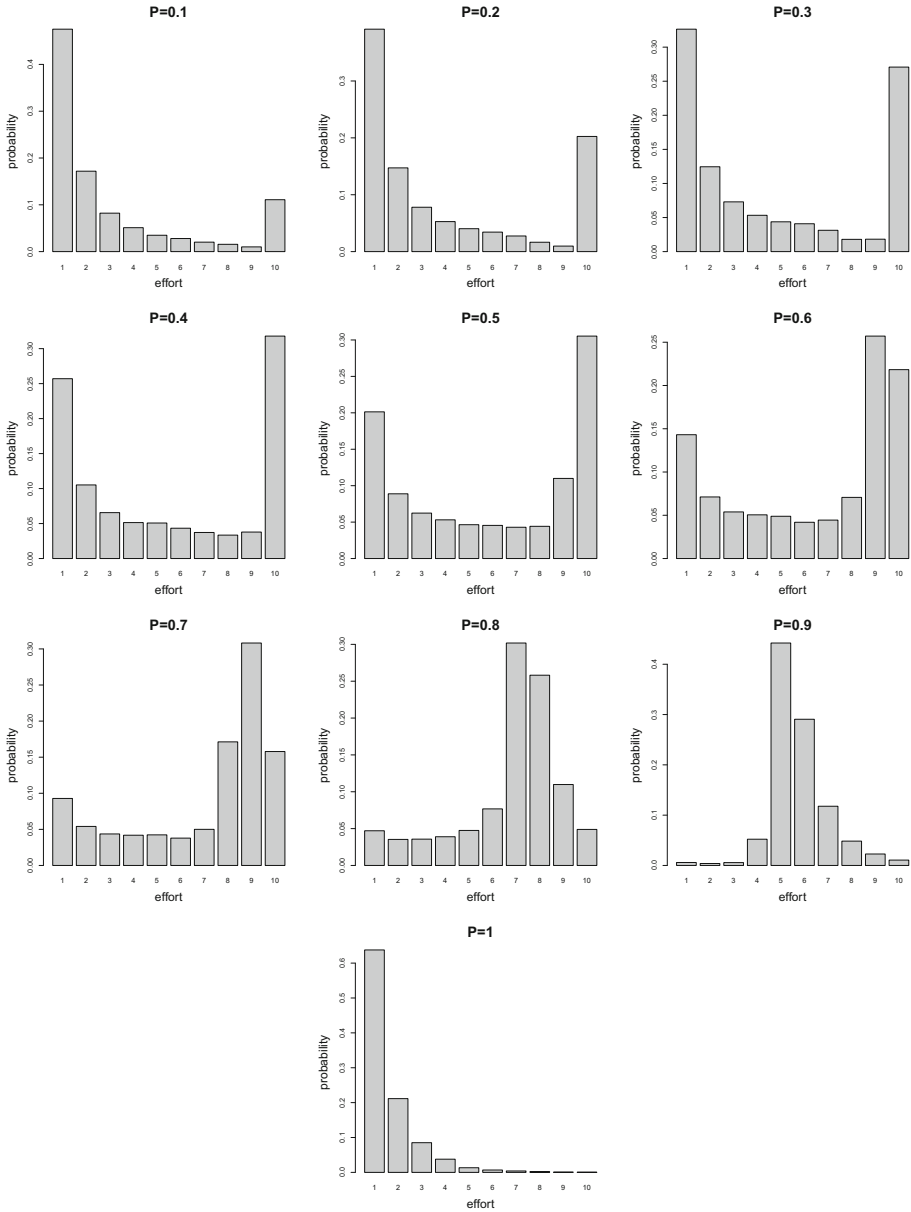 P=0.1
probability
0.0 0.1 0.2 0.3 0.4
1 2 3 4 5 6 7 8 9 10
effort
P=0.2
probability
0.0 0.1 0.2 0.3
1 2 3 4 5 6 7 8 9 10
effort
P=0.3
probability
0.00 0.05 0.10 0.15 0.20 0.25 0.30
1 2 3 4 5 6 7 8 9 10
effort
P=0.4
probability
0.00 0.05 0.10 0.15 0.20 0.25 0.30
1 2 3 4 5 6 7 8 9 10
effort
P=0.5
probability
0.00 0.05 0.10 0.15 0.20 0.25 0.30
1 2 3 4 5 6 7 8 9 10
effort
P=0.6
probability
0.00 0.05 0.10 0.15 0.20 0.25
1 2 3 4 5 6 7 8 9 10
effort
P=0.7
probability
0.00 0.05 0.10 0.15 0.20 0.25 0.30
1 2 3 4 5 6 7 8 9 10
effort
P=0.8
probability
0.00 0.05 0.10 0.15 0.20 0.25 0.30
1 2 3 4 5 6 7 8 9 10
effort
P=0.9
probability
0.0 0.1 0.2 0.3 0.4
1 2 3 4 5 6 7 8 9 10
effort
P=1
probability
0.0 0.1 0.2 0.3 0.4 0.5 0.6
1 2 3 4 5 6 7 8 9 10
effort